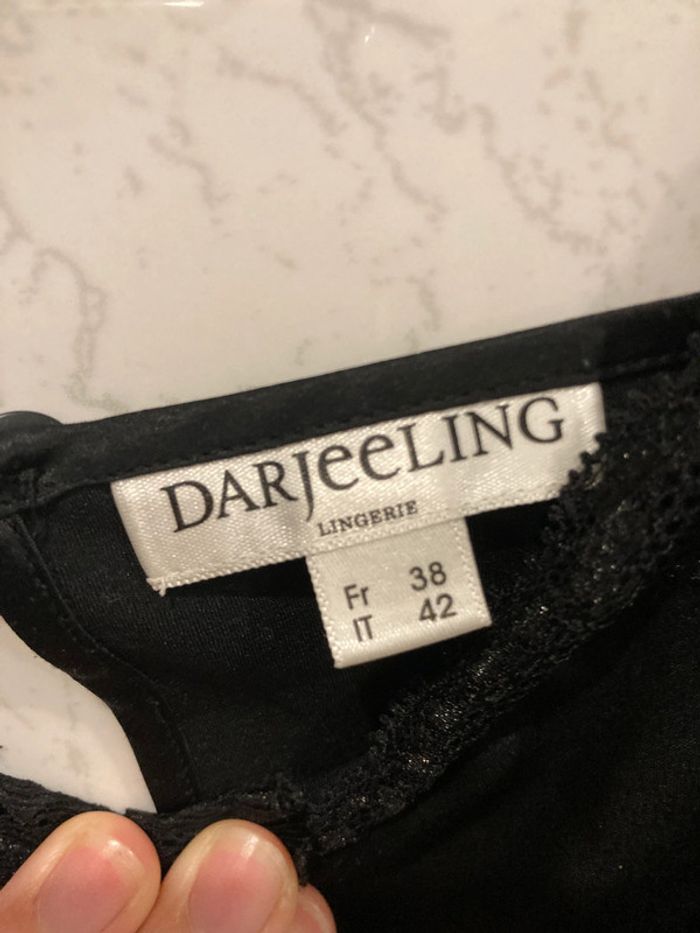 DARJeeLING
LINGERIE
Fr 38
IT 42